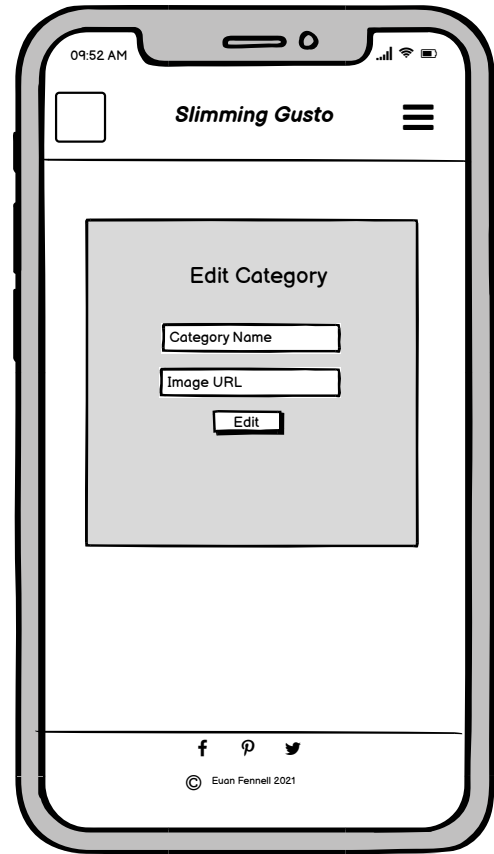 09:52 AM
Slimming Gusto
Edit Category
Category Name
Image URL
Edit
© Euan Fennell 2021